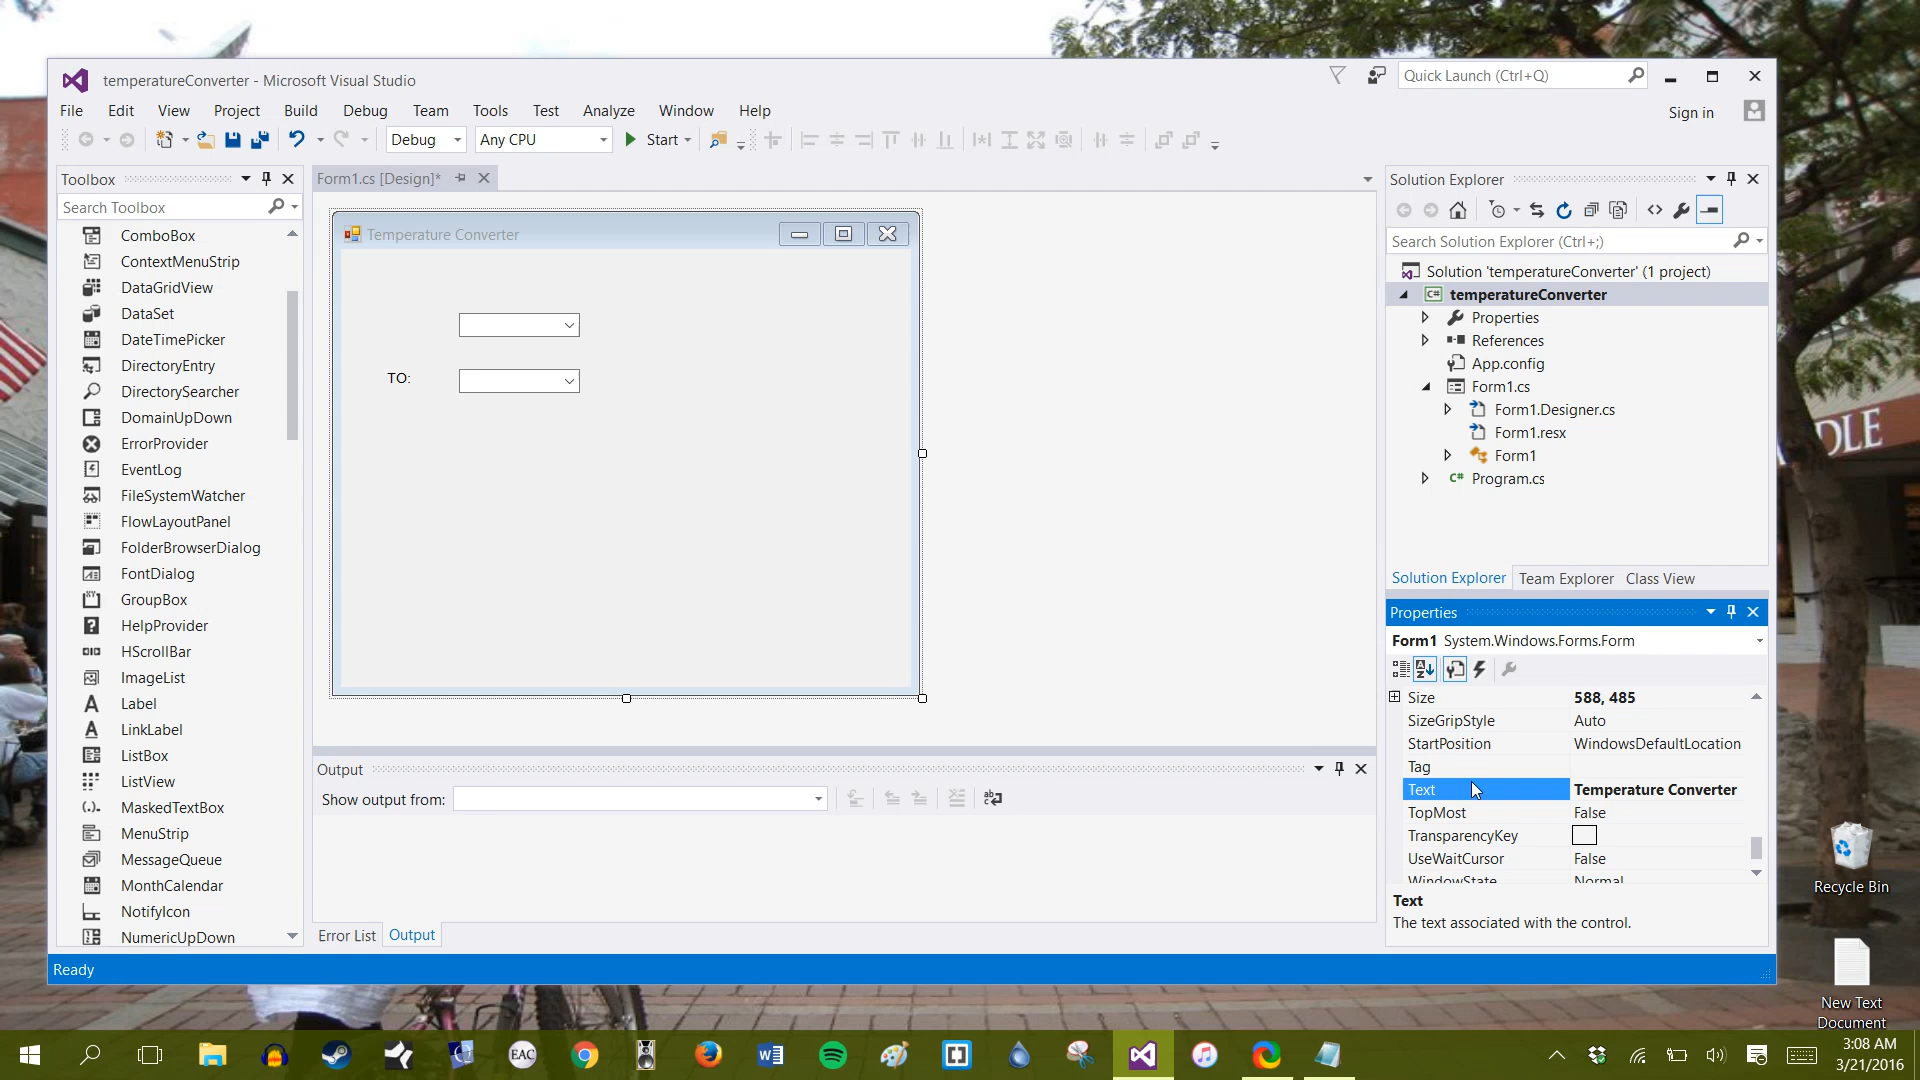 temperatureConverter - Microsoft Visual Studio
Quick Launch (Ctrl+Q)
File Edit View Project Build Debug Team Tools Test Analyze Window Help
Sign in
Debug Any CPU Start
Toolbox
Search Toolbox
ComboBox
ContextMenuStrip
DataGridView
DataSet
DateTimePicker
DirectoryEntry
DirectorySearcher
DomainUpDown
ErrorProvider
EventLog
FileSystemWatcher
FlowLayoutPanel
FolderBrowserDialog
FontDialog
GroupBox
HelpProvider
HScrollBar
ImageList
Label
LinkLabel
ListBox
ListView
MaskedTextBox
MenuStrip
MessageQueue
MonthCalendar
NotifyIcon
NumericUpDown
Form1.cs [Design]*
Temperature Converter
TO:
Output
Show output from:
Error List Output
Solution Explorer
Search Solution Explorer (Ctrl+;)
Solution 'temperatureConverter' (1 project)
C# temperatureConverter
Properties
References
App.config
Form1.cs
Form1.Designer.cs
Form1.resx
Form1
C# Program.cs
Solution Explorer Team Explorer Class View
Properties
Form1 System.Windows.Forms.Form
Size 588, 485
SizeGripStyle Auto
StartPosition WindowsDefaultLocation
Tag
Text Temperature Converter
TopMost False
TransparencyKey
UseWaitCursor False
WindowState Normal
Text
The text associated with the control.
Ready
DLE
Recycle Bin
New Text
Document
EAC
3:08 AM
3/21/2016